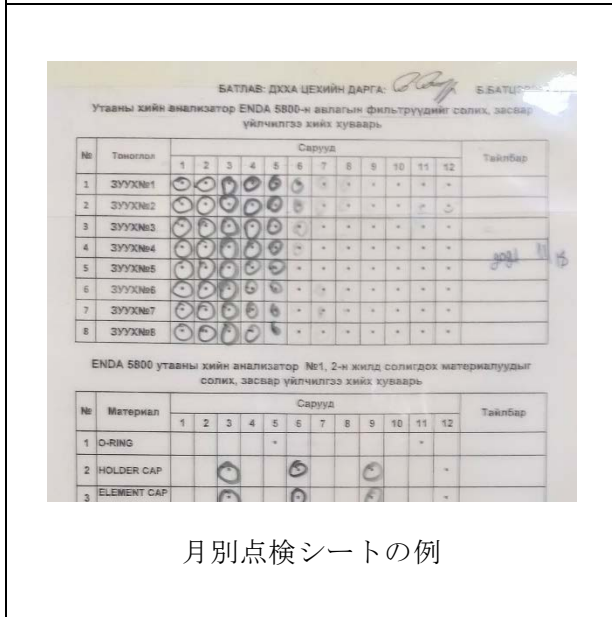 БАТЛАВ: ДХХА ЦЕХИЙН ДАРГА:
Утааны хийн анализатор ENDA 5800-н авлагын фильтрүүдийг солих, засвар
үйлчилгээ хийх хуваарь
№ Тоноглол Сарууд Тайлбар
1 2 3 4 5 6 7 8 9 10 11 12
1 ЗУУХ№1
2 ЗУУХ№2
3 ЗУУХ№3
4 ЗУУХ№4
5 ЗУУХ№5
6 ЗУУХ№6
7 ЗУУХ№7
8 ЗУУХ№8
ENDA 5800 утааны хийн анализатор №1, 2-н жилд солигдох материалуудыг
солих, засвар үйлчилгээ хийх хуваарь
№ Материал Сарууд Тайлбар
1 2 3 4 5 6 7 8 9 10 11 12
1 O-RING
2 HOLDER CAP
3 ELEMENT CAP
月別点検シートの例